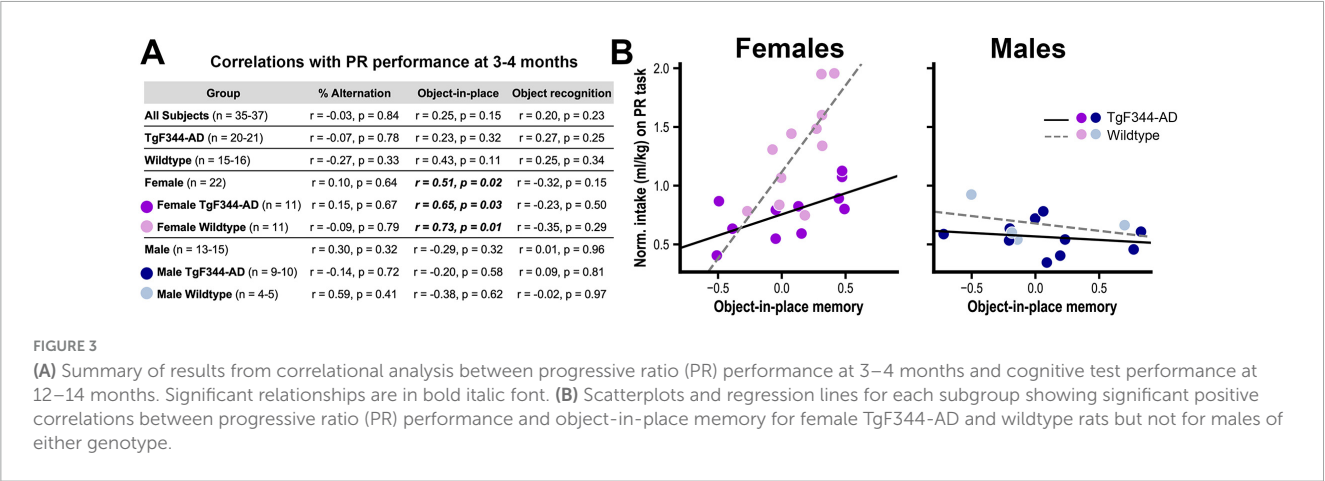 A
Correlations with PR performance at 3-4 months
Group % Alternation Object-in-place Object recognition
All Subjects (n = 35-37) r = -0.03, p = 0.84 r = 0.25, p = 0.15 r = 0.20, p = 0.23
TgF344-AD (n = 20-21) r = -0.07, p = 0.78 r = 0.23, p = 0.32 r = 0.27, p = 0.25
Wildtype (n = 15-16) r = -0.27, p = 0.33 r = 0.43, p = 0.11 r = 0.25, p = 0.34
Female (n = 22) r = 0.10, p = 0.64 r = 0.51, p = 0.02 r = -0.32, p = 0.15
Female TgF344-AD (n = 11) r = 0.15, p = 0.67 r = 0.65, p = 0.03 r = -0.23, p = 0.50
Female Wildtype (n = 11) r = -0.09, p = 0.79 r = 0.73, p = 0.01 r = -0.35, p = 0.29
Male (n = 13-15) r = 0.30, p = 0.32 r = -0.29, p = 0.32 r = 0.01, p = 0.96
Male TgF344-AD (n = 9-10) r = -0.14, p = 0.72 r = -0.20, p = 0.58 r = 0.09, p = 0.81
Male Wildtype (n = 4-5) r = 0.59, p = 0.41 r = -0.38, p = 0.62 r = -0.02, p = 0.97
B
Females
Norm. intake (ml/kg) on PR task
2.0
1.5
1.0
0.5
−0.5 0.0 0.5
Object-in-place memory
Males
TgF344-AD
Wildtype
−0.5 0.0 0.5
Object-in-place memory
FIGURE 3
(A) Summary of results from correlational analysis between progressive ratio (PR) performance at 3–4 months and cognitive test performance at
12–14 months. Significant relationships are in bold italic font. (B) Scatterplots and regression lines for each subgroup showing significant positive
correlations between progressive ratio (PR) performance and object-in-place memory for female TgF344-AD and wildtype rats but not for males of
either genotype.